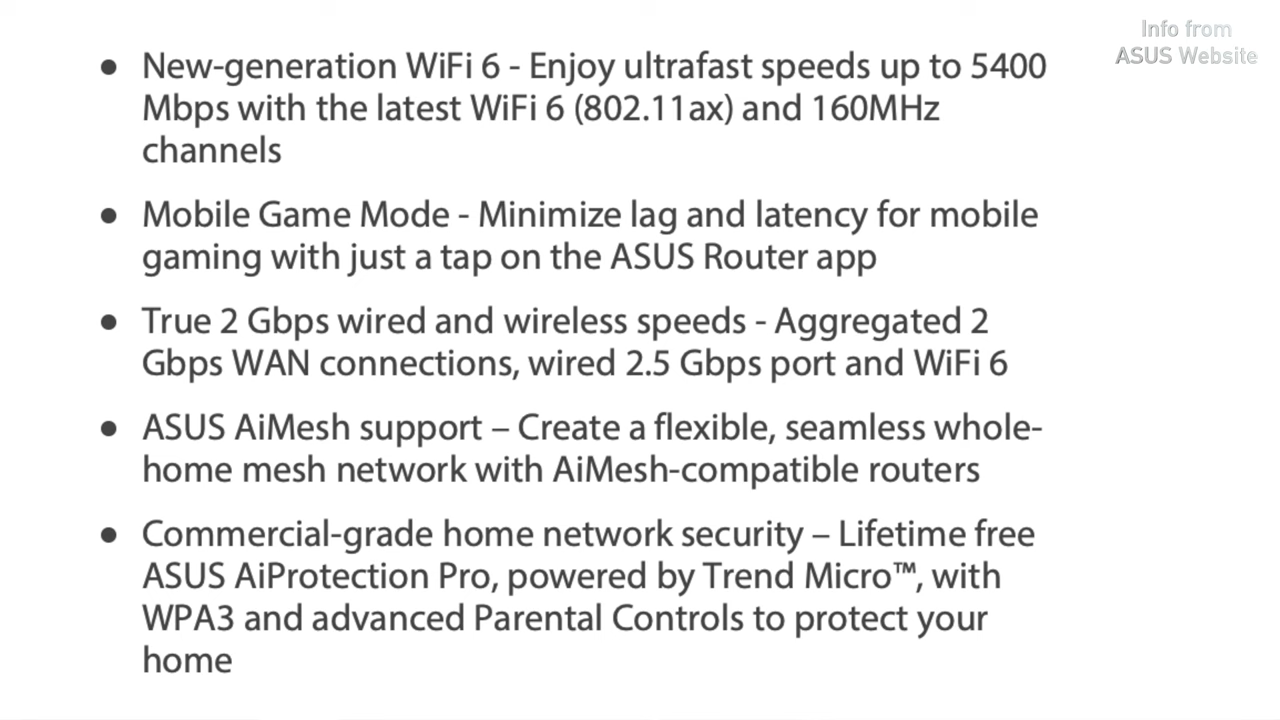 Info from
ASUS Website
● New-generation WiFi 6 - Enjoy ultrafast speeds up to 5400
Mbps with the latest WiFi 6 (802.11ax) and 160MHz
channels
● Mobile Game Mode - Minimize lag and latency for mobile
gaming with just a tap on the ASUS Router app
● True 2 Gbps wired and wireless speeds - Aggregated 2
Gbps WAN connections, wired 2.5 Gbps port and WiFi 6
● ASUS AiMesh support – Create a flexible, seamless whole-
home mesh network with AiMesh-compatible routers
● Commercial-grade home network security – Lifetime free
ASUS AiProtection Pro, powered by Trend Micro™, with
WPA3 and advanced Parental Controls to protect your
home